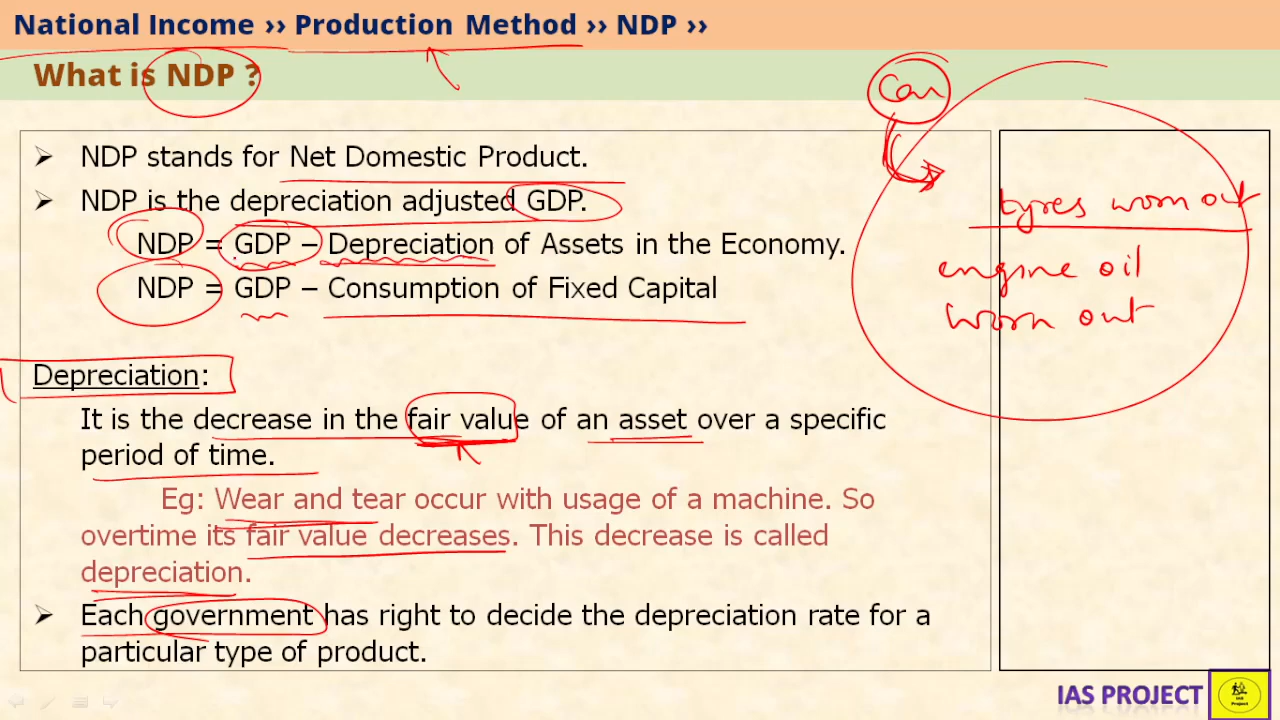 National Income ›› Production Method ›› NDP ››
What is NDP ?
Car
➢ NDP stands for Net Domestic Product.
➢ NDP is the depreciation adjusted GDP.
NDP = GDP – Depreciation of Assets in the Economy.
NDP = GDP – Consumption of Fixed Capital
tyres worn out
engine oil
worn out
Depreciation:
It is the decrease in the fair value of an asset over a specific
period of time.
Eg: Wear and tear occur with usage of a machine. So
overtime its fair value decreases. This decrease is called
depreciation.
➢ Each government has right to decide the depreciation rate for a
particular type of product.
IAS PROJECT
IAS
Project